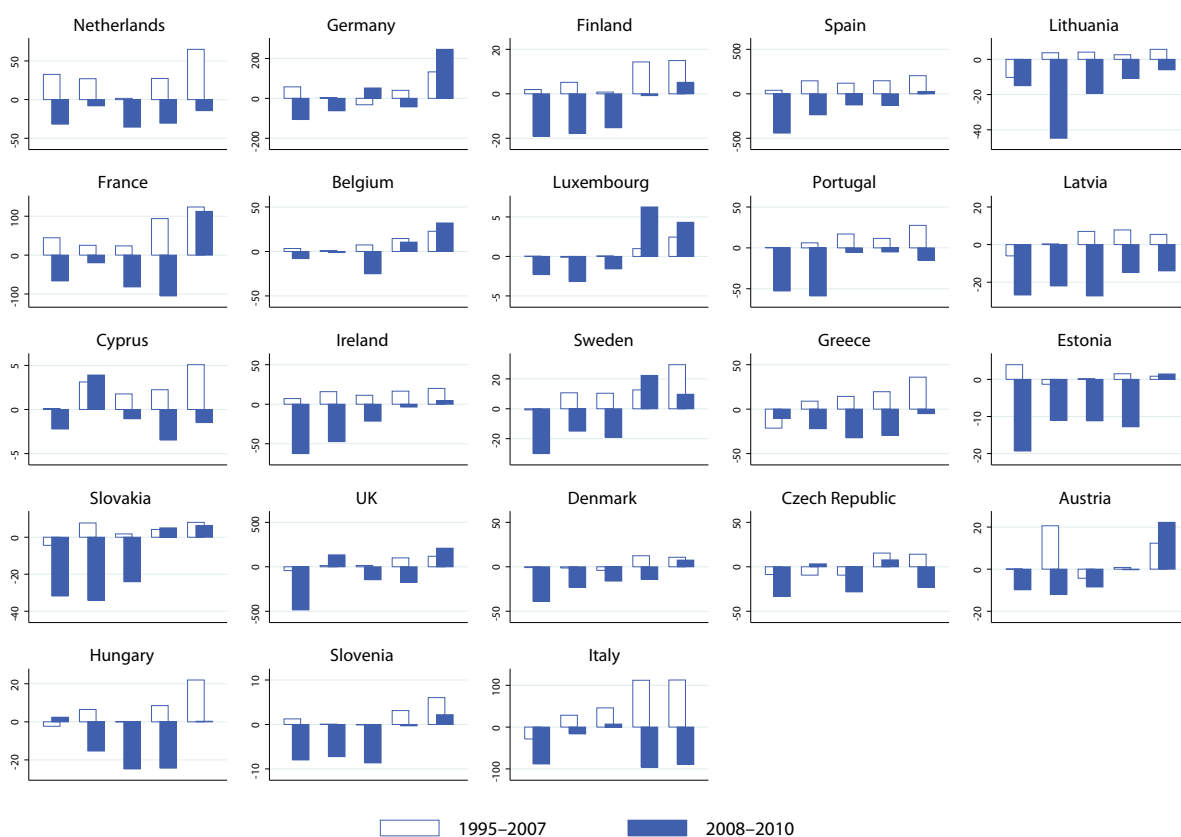 Netherlands Germany Finland Spain Lithuania
50 0 -50
200 0 -200
20 0 -20
500 0 -500
0 -20 -40
France Belgium Luxembourg Portugal Latvia
100 0 -100
50 0 -50
5 0 -5
50 0 -50
20 0 -20
Cyprus Ireland Sweden Greece Estonia
5 0 -5
50 0 -50
20 0 -20
50 0 -50
0 -10 -20
Slovakia UK Denmark Czech Republic Austria
0 -20 -40
500 0 -500
50 0 -50
50 0 -50
20 0 -20
Hungary Slovenia Italy
20 0 -20
10 0 -10
100 0 -100
1995–2007 2008–2010